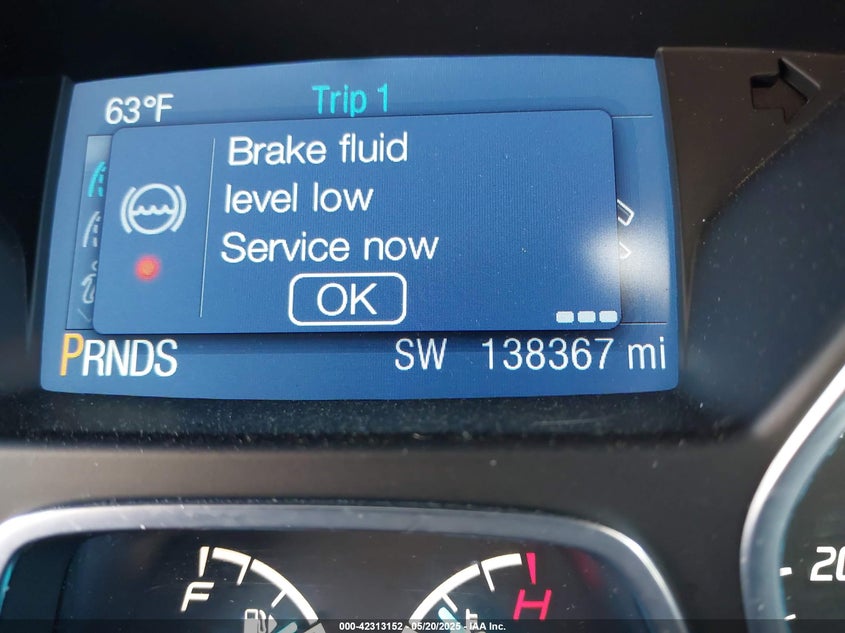 63°F Trip 1
Brake fluid
level low
Service now
OK
PRNDS SW 138367 mi
F H
20
000-42313152 - 05/20/2025 - IAA Inc.